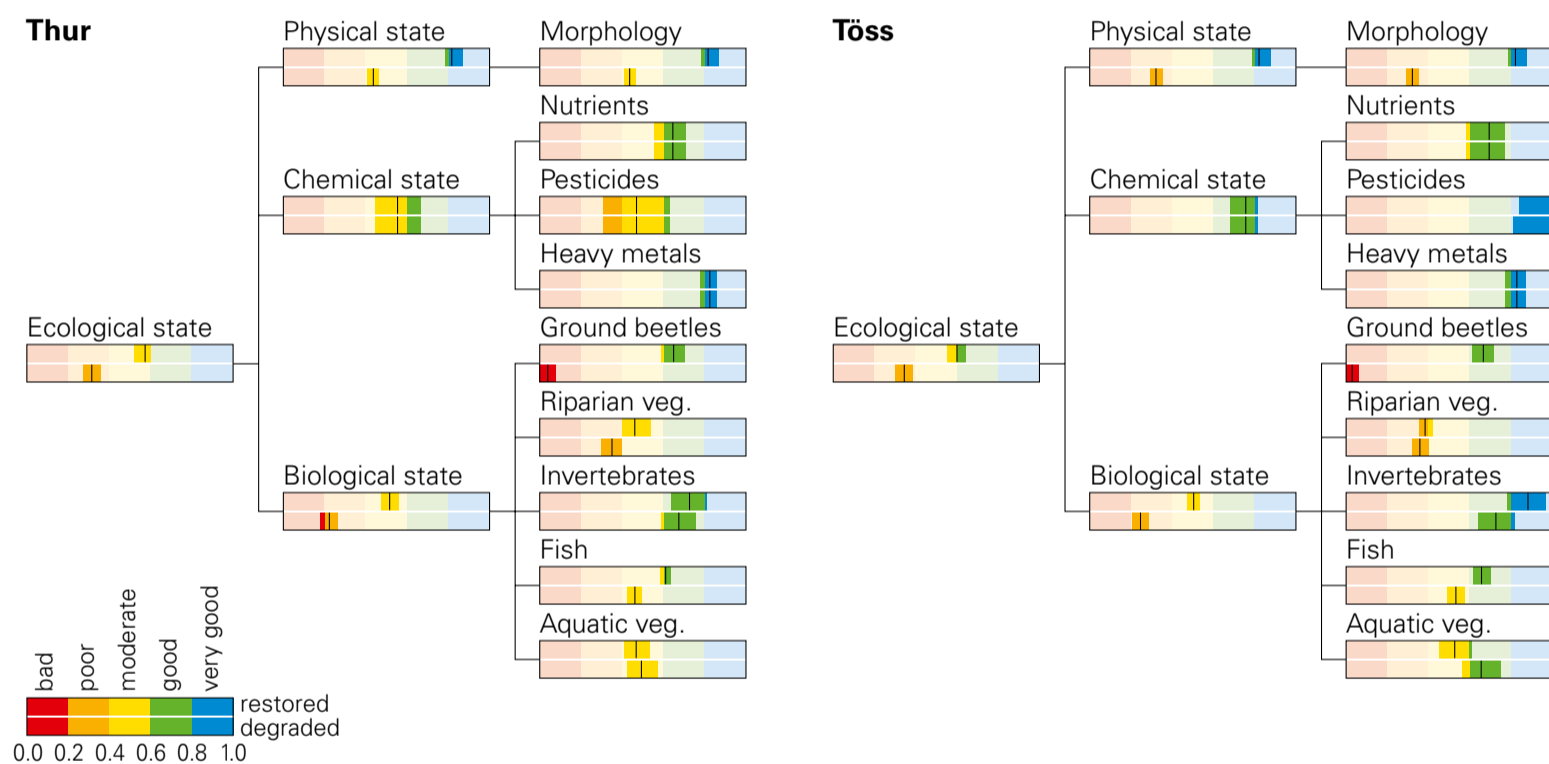 Thur
Physical state
Morphology
Nutrients
Chemical state
Pesticides
Heavy metals
Ecological state
Ground beetles
Riparian veg.
Biological state
Invertebrates
Fish
Aquatic veg.
Töss
Physical state
Morphology
Nutrients
Chemical state
Pesticides
Heavy metals
Ecological state
Ground beetles
Riparian veg.
Biological state
Invertebrates
Fish
Aquatic veg.
bad
poor
moderate
good
very good
restored
degraded
0.0 0.2 0.4 0.6 0.8 1.0